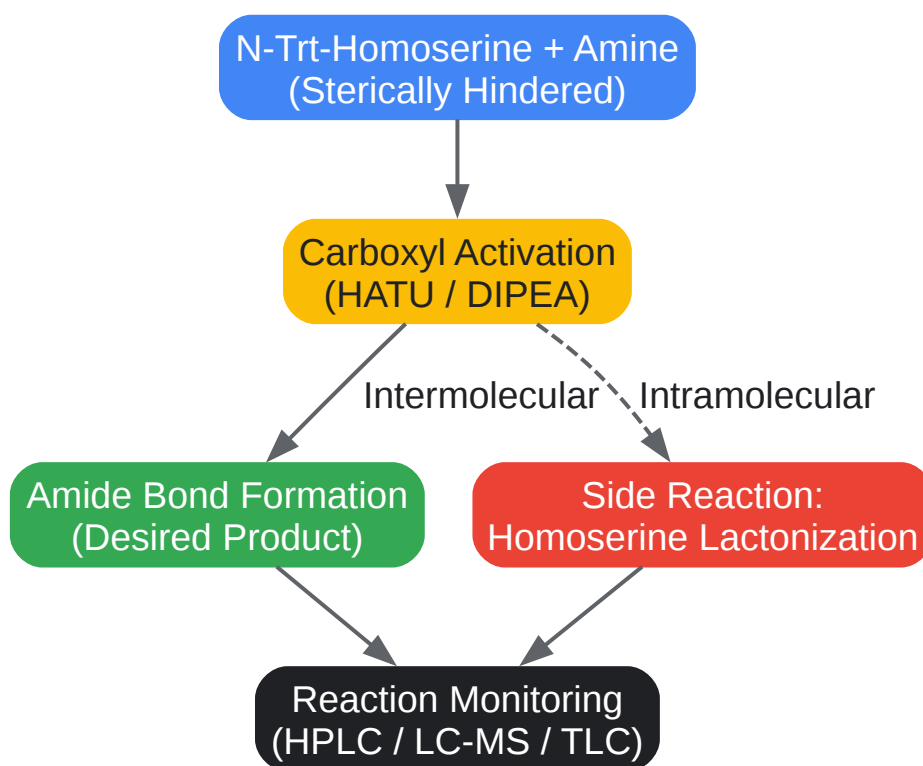 N-Trt-Homoserine + Amine
(Sterically Hindered)
Carboxyl Activation
(HATU / DIPEA)
Intermolecular
Intramolecular
Amide Bond Formation
(Desired Product)
Side Reaction:
Homoserine Lactonization
Reaction Monitoring
(HPLC / LC-MS / TLC)